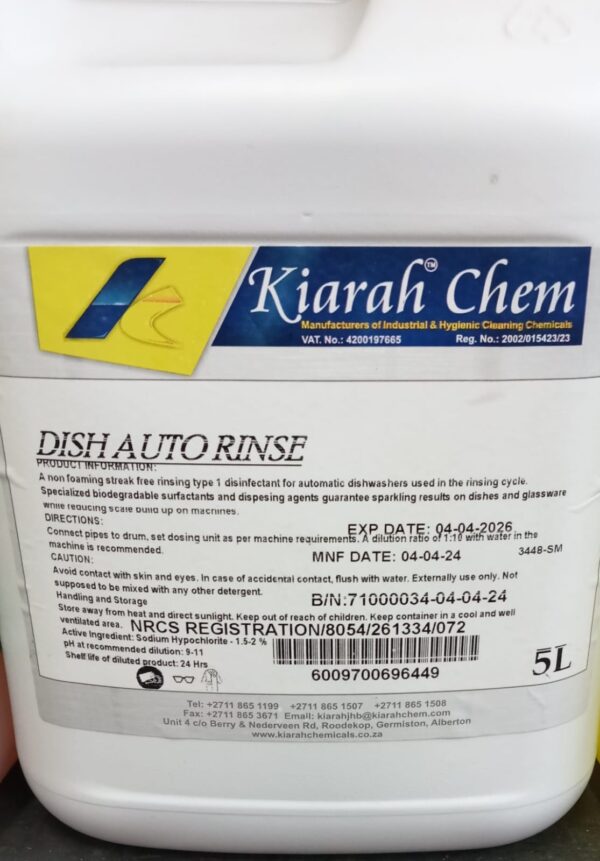 Kiarah™ Chem
Manufacturers of Industrial & Hygienic Cleaning Chemicals
VAT. No.: 4200197665 Reg. No.: 2002/015423/23
DISH AUTO RINSE
PRODUCT INFORMATION:
A non foaming streak free rinsing type 1 disinfectant for automatic dishwashers used in the rinsing cycle.
Specialized biodegradable surfactants and dispesing agents guarantee sparkling results on dishes and glassware
while reducing scale build up on machines.
DIRECTIONS:
EXP DATE: 04-04-2026
Connect pipes to drum, set dosing unit as per machine requirements. A dilution ratio of 1:10 with water in the
machine is recommended.
MNF DATE: 04-04-24 3448-SM
CAUTION:
Avoid contact with skin and eyes. In case of accidental contact, flush with water. Externally use only. Not
supposed to be mixed with any other detergent.
B/N:71000034-04-04-24
Handling and Storage
Store away from heat and direct sunlight. Keep out of reach of children. Keep container in a cool and well
ventilated area. NRCS REGISTRATION/8054/261334/072
Active Ingredient: Sodium Hypochlorite - 1.5-2 %
pH at recommended dilution: 9-11
Shelf life of diluted product: 24 Hrs
6009700696449
5L
Tel: +2711 865 1199 +2711 865 1507 +2711 865 1508
Fax: +2711 865 3671 Email: kiarahjhb@kiarahchem.com
Unit 4 c/o Berry & Nederveen Rd, Roodekop, Germiston, Alberton
www.kiarahchemicals.co.za